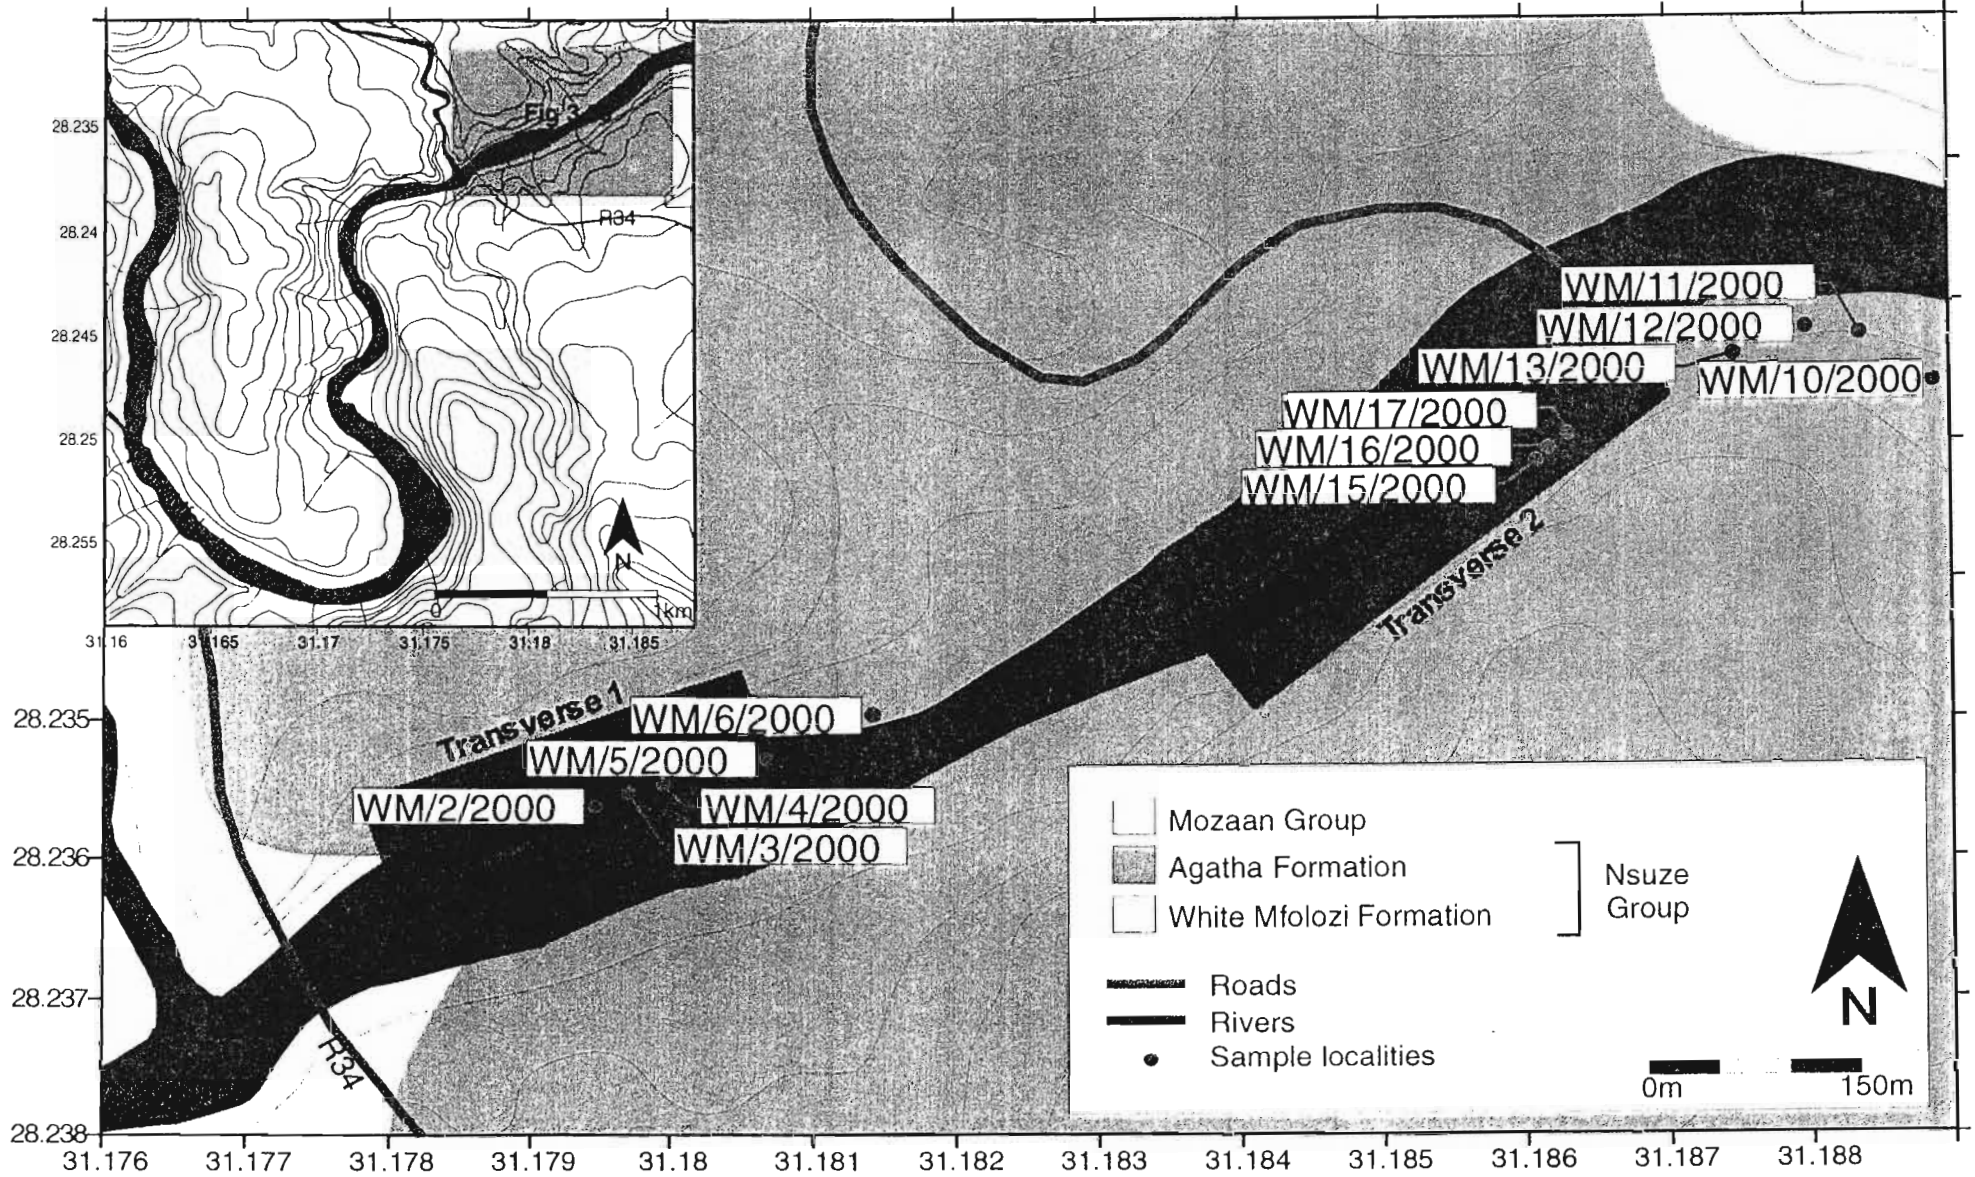 Fig 3
28.235
28.24
28.245
28.25
28.255
R34
N
0
1km
31.16
31.165
31.17
31.175
31.18
31.185
WM/11/2000
WM/12/2000
WM/13/2000
WM/10/2000
WM/17/2000
WM/16/2000
WM/15/2000
Transverse 2
Transverse 1
WM/6/2000
WM/5/2000
WM/2/2000
WM/4/2000
WM/3/2000
R34
28.235
28.236
28.237
28.238
31.176
31.177
31.178
31.179
31.18
31.181
31.182
31.183
31.184
31.185
31.186
31.187
31.188
Mozaan Group
Agatha Formation
White Mfolozi Formation
Nsuze
Group
Roads
Rivers
Sample localities
N
0m
150m